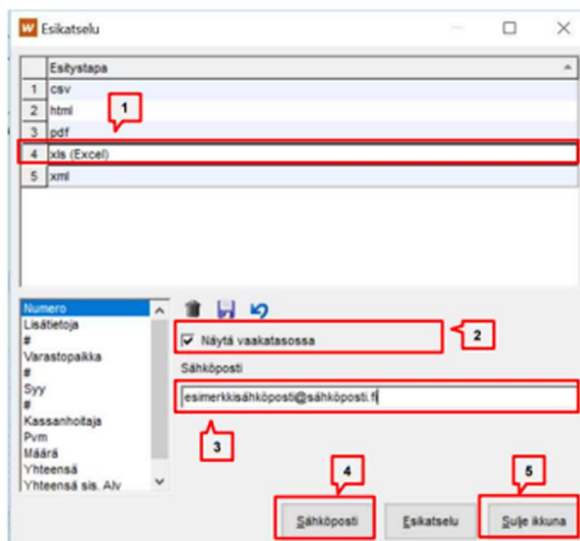 W Esikatselu
Esitystapa
1 csv
2 html
1
3 pdf
4 xls (Excel)
5 xml
Numero
Lisätietoja
#
Varastopaikka
#
Syy
#
Kassanhoitaja
Pvm
Määrä
Yhteensä
Yhteensä sis. Alv
Näytä vaakatasossa
2
Sähköposti
esimerkkisähköposti@sähköposti.fi
3
4
5
Sähköposti
Esikatselu
Sulje ikkuna